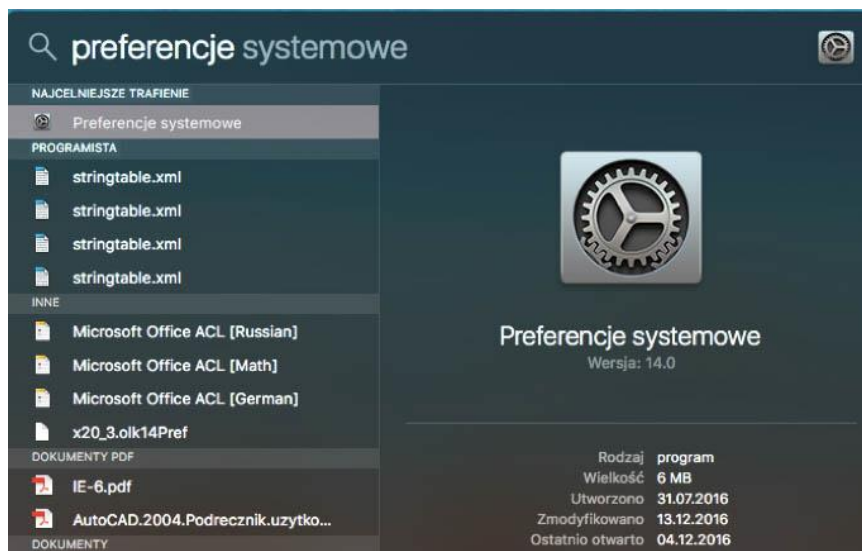 preferencje systemowe
NAJCELNIEJSZE TRAFIENIE
Preferencje systemowe
PROGRAMISTA
stringtable.xml
stringtable.xml
stringtable.xml
stringtable.xml
INNE
Microsoft Office ACL [Russian]
Microsoft Office ACL [Math]
Microsoft Office ACL [German]
x20_3.olk14Pref
DOKUMENTY PDF
IE-6.pdf
AutoCAD.2004.Podrecznik.uzytko...
DOKUMENTY
Preferencje systemowe
Wersja: 14.0
Rodzaj program
Wielkość 6 MB
Utworzono 31.07.2016
Zmodyfikowano 13.12.2016
Ostatnio otwarto 04.12.2016